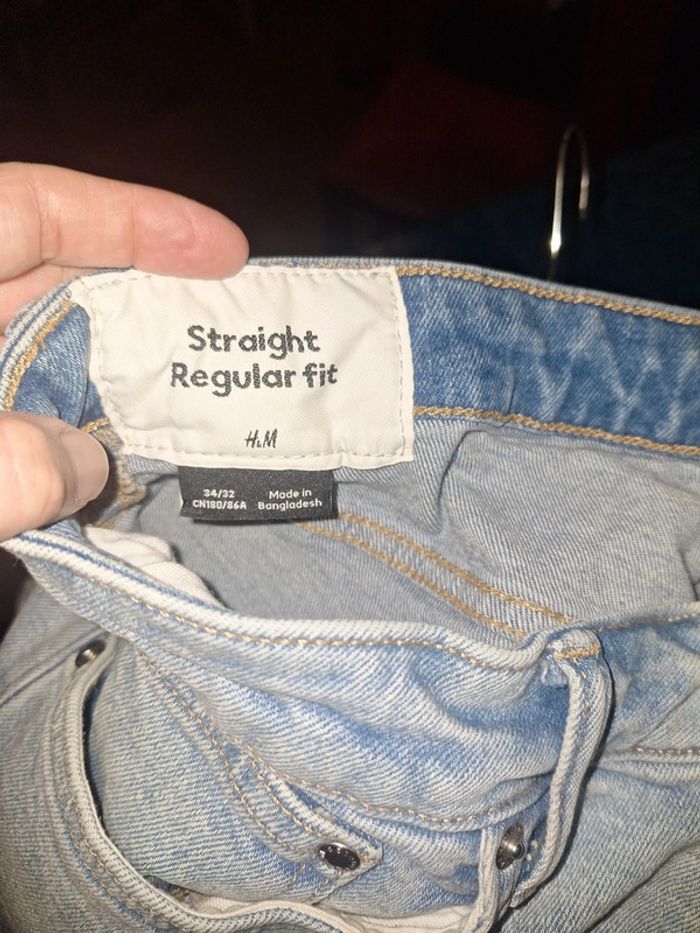 Straight
Regular fit
H&M
34/32
CN180/86A
Made in
Bangladesh